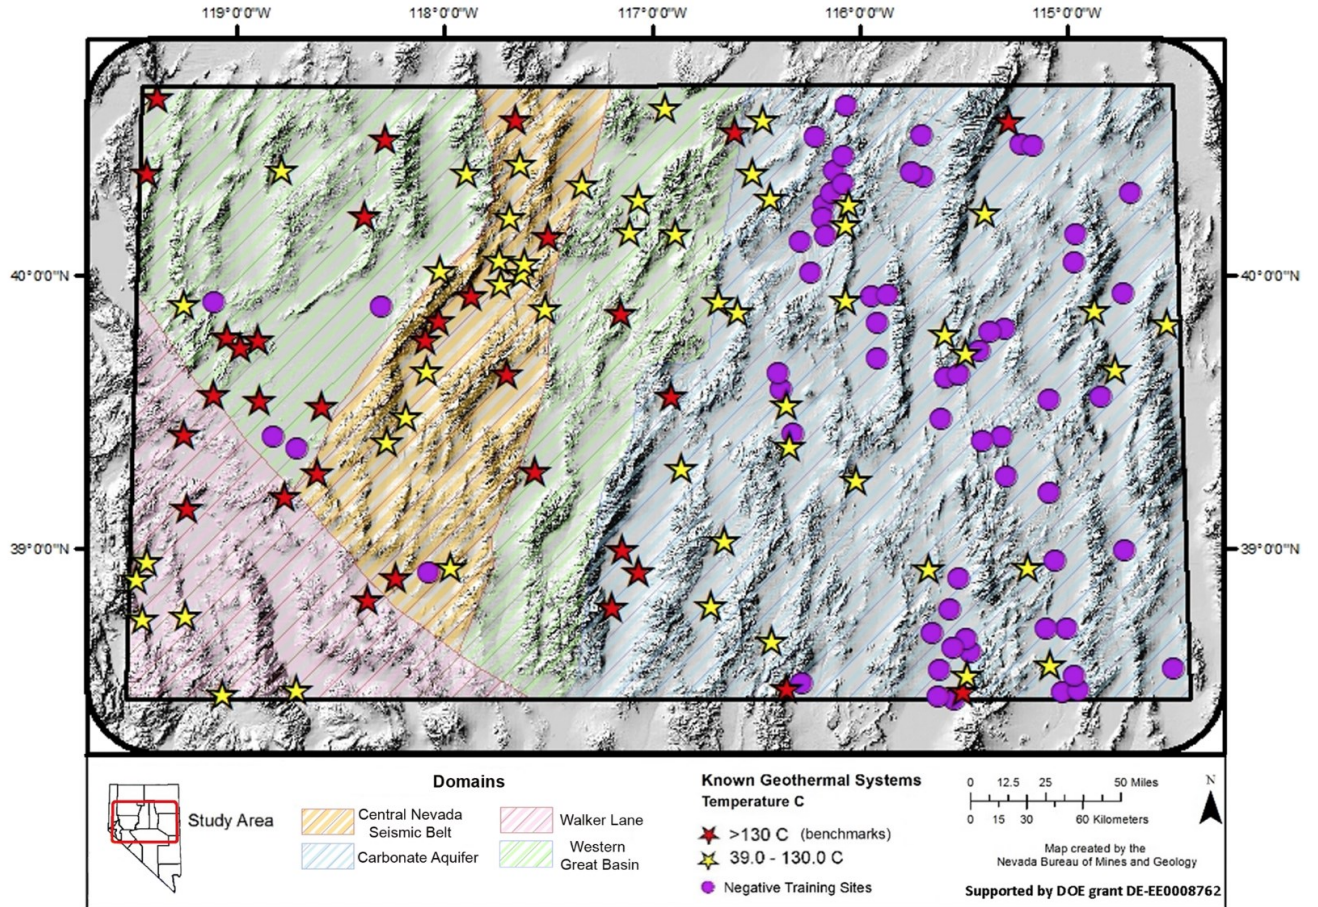 119°0'0"W 118°0'0"W 117°0'0"W 116°0'0"W 115°0'0"W
40°0'0"N 40°0'0"N
39°0'0"N 39°0'0"N
Study Area
Domains
Central Nevada
Seismic Belt
Walker Lane
Carbonate Aquifer
Western
Great Basin
Known Geothermal Systems
Temperature C
>130 C (benchmarks)
39.0 - 130.0 C
Negative Training Sites
0 12.5 25 50 Miles
0 15 30 60 Kilometers
N
Map created by the
Nevada Bureau of Mines and Geology
Supported by DOE grant DE-EE0008762